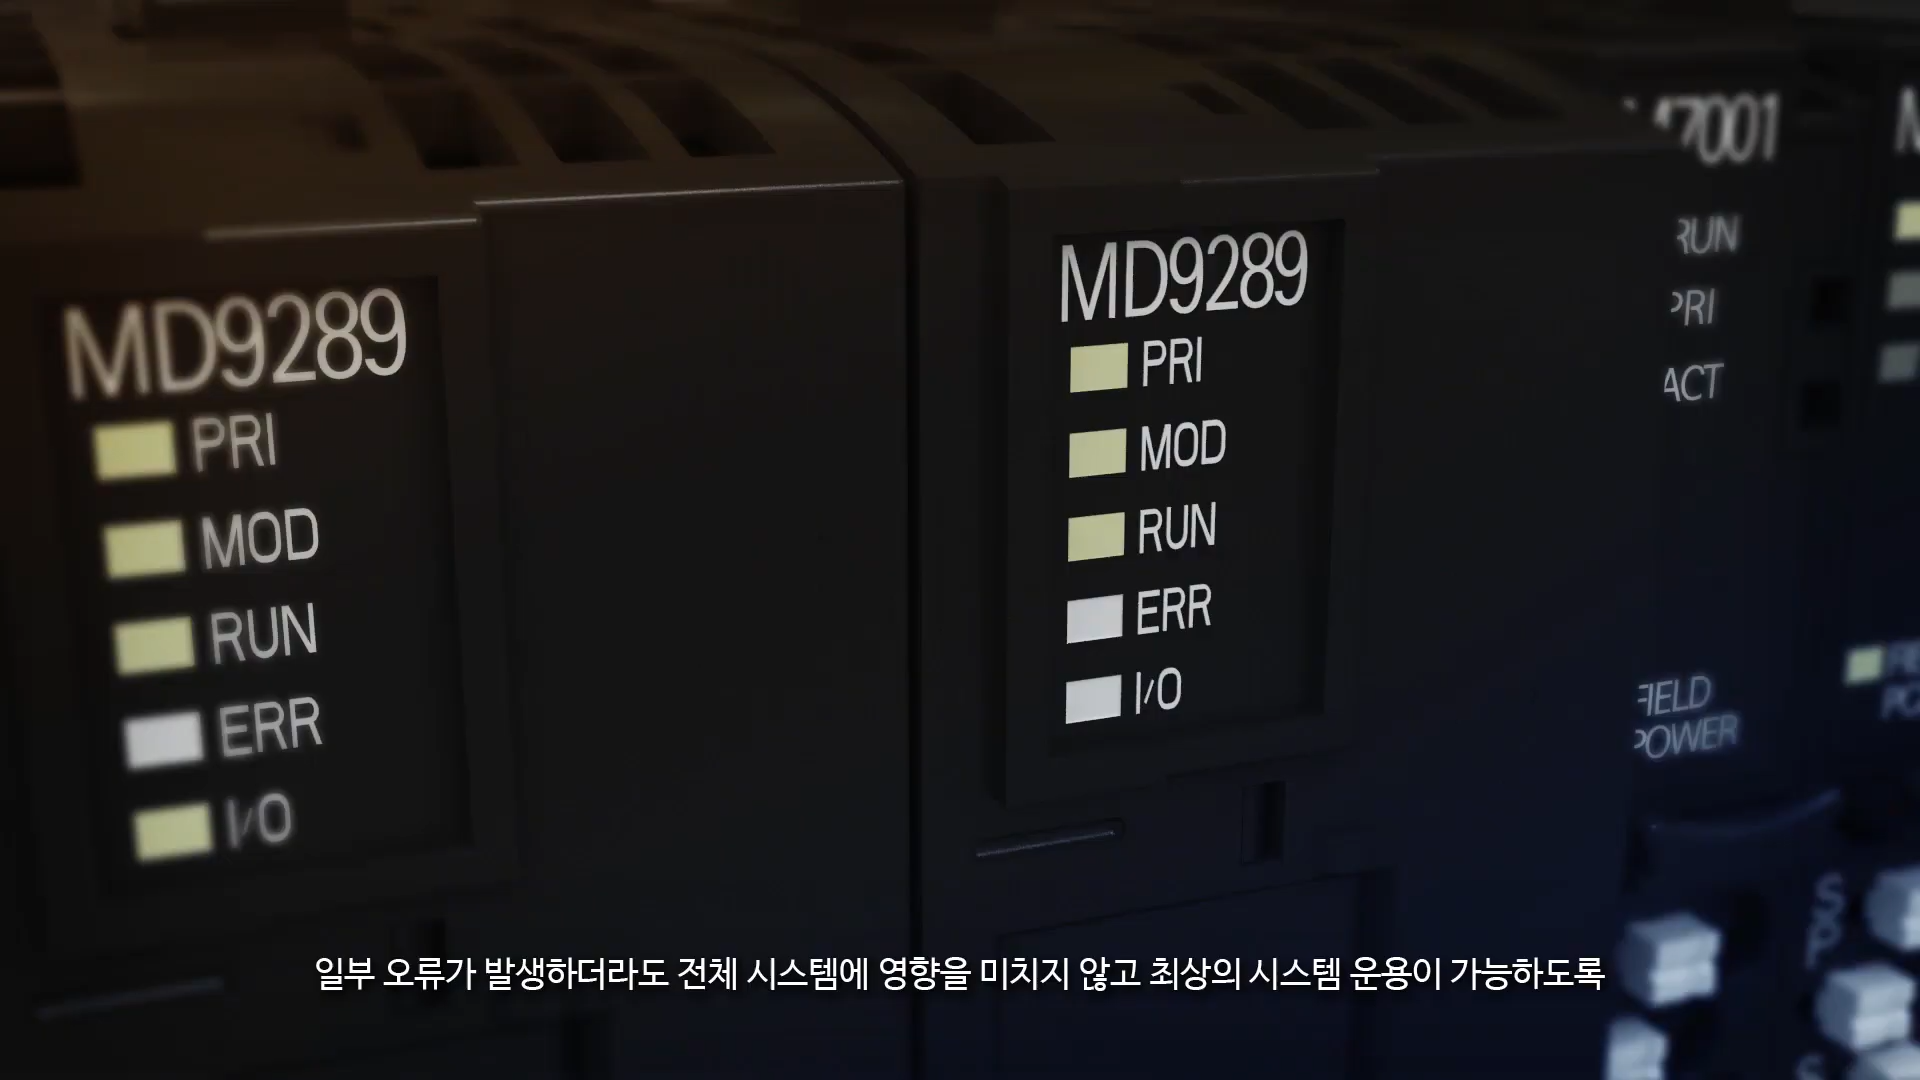 MD9289
PRI
MOD
RUN
ERR
I/O
MD9289
PRI
MOD
RUN
ERR
I/O
RUN
PRI
ACT
FIELD
POWER
S
P
일부 오류가 발생하더라도 전체 시스템에 영향을 미치지 않고 최상의 시스템 운용이 가능하도록